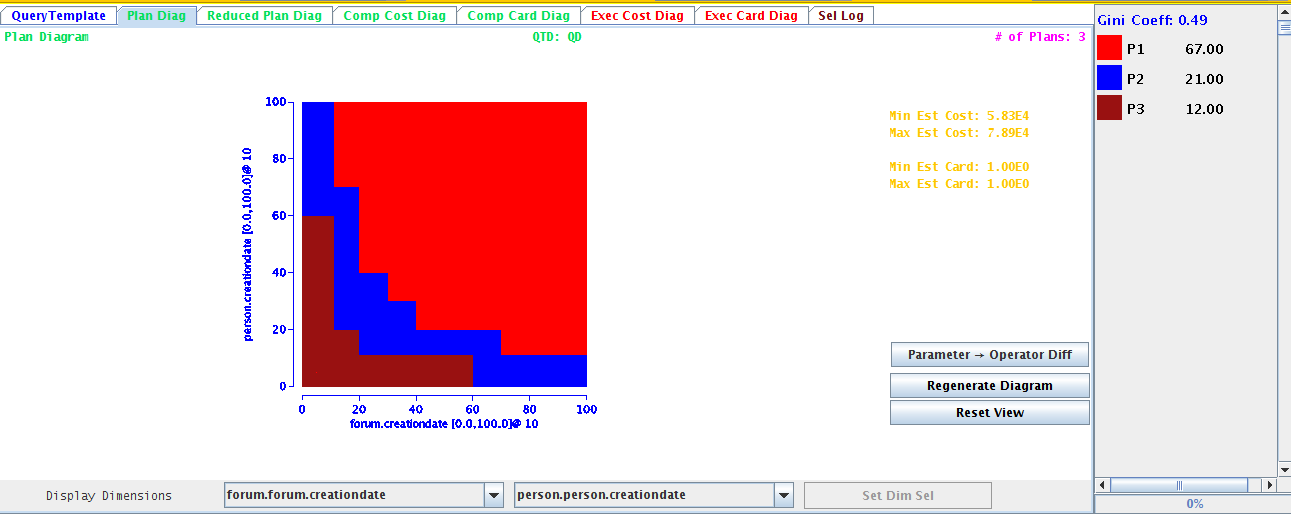 QueryTemplate Plan Diag Reduced Plan Diag Comp Cost Diag Comp Card Diag Exec Cost Diag Exec Card Diag Sel Log
Plan Diagram QTD: QD # of Plans: 3
Gini Coeff: 0.49
P1 67.00
P2 21.00
P3 12.00
100
80
60
40
20
0
person.creationdate [0.0,100.0]@ 10
0 20 40 60 80 100
forum.creationdate [0.0,100.0]@ 10
Min Est Cost: 5.83E4
Max Est Cost: 7.89E4
Min Est Card: 1.00E0
Max Est Card: 1.00E0
Parameter → Operator Diff
Regenerate Diagram
Reset View
Display Dimensions forum.forum.creationdate person.person.creationdate Set Dim Sel
0%